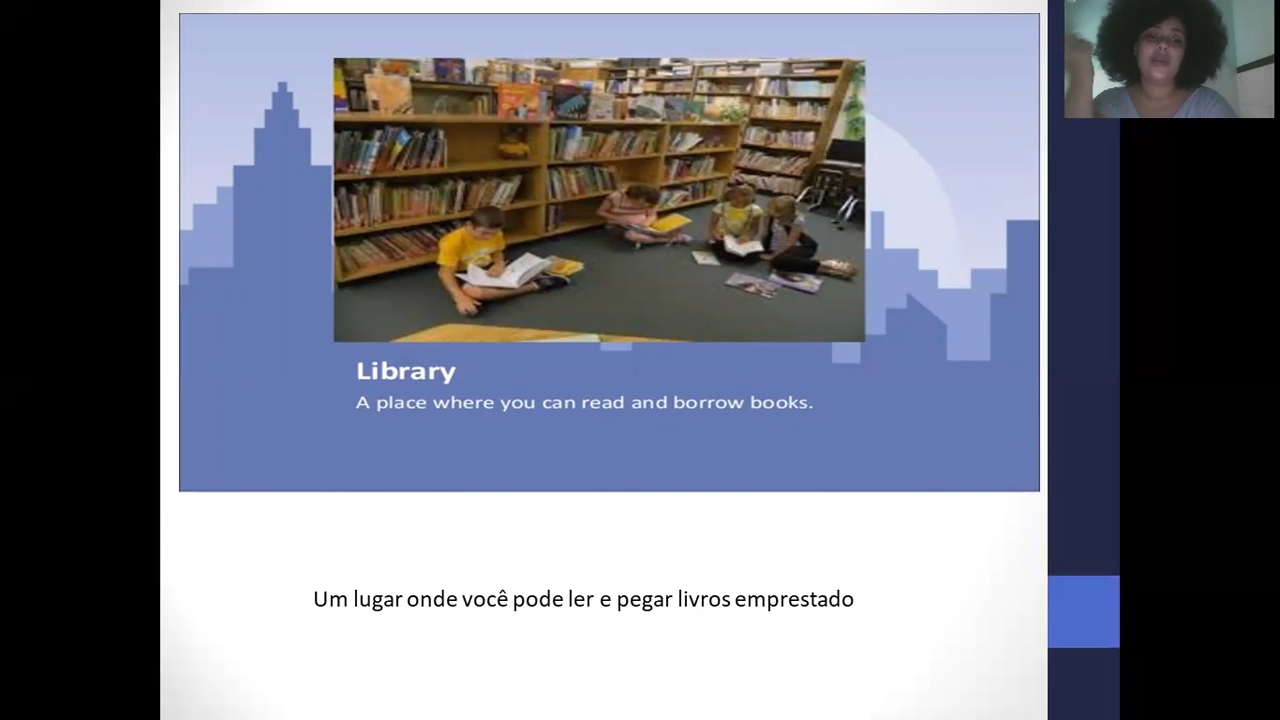 Library
A place where you can read and borrow books.
Um lugar onde você pode ler e pegar livros emprestado